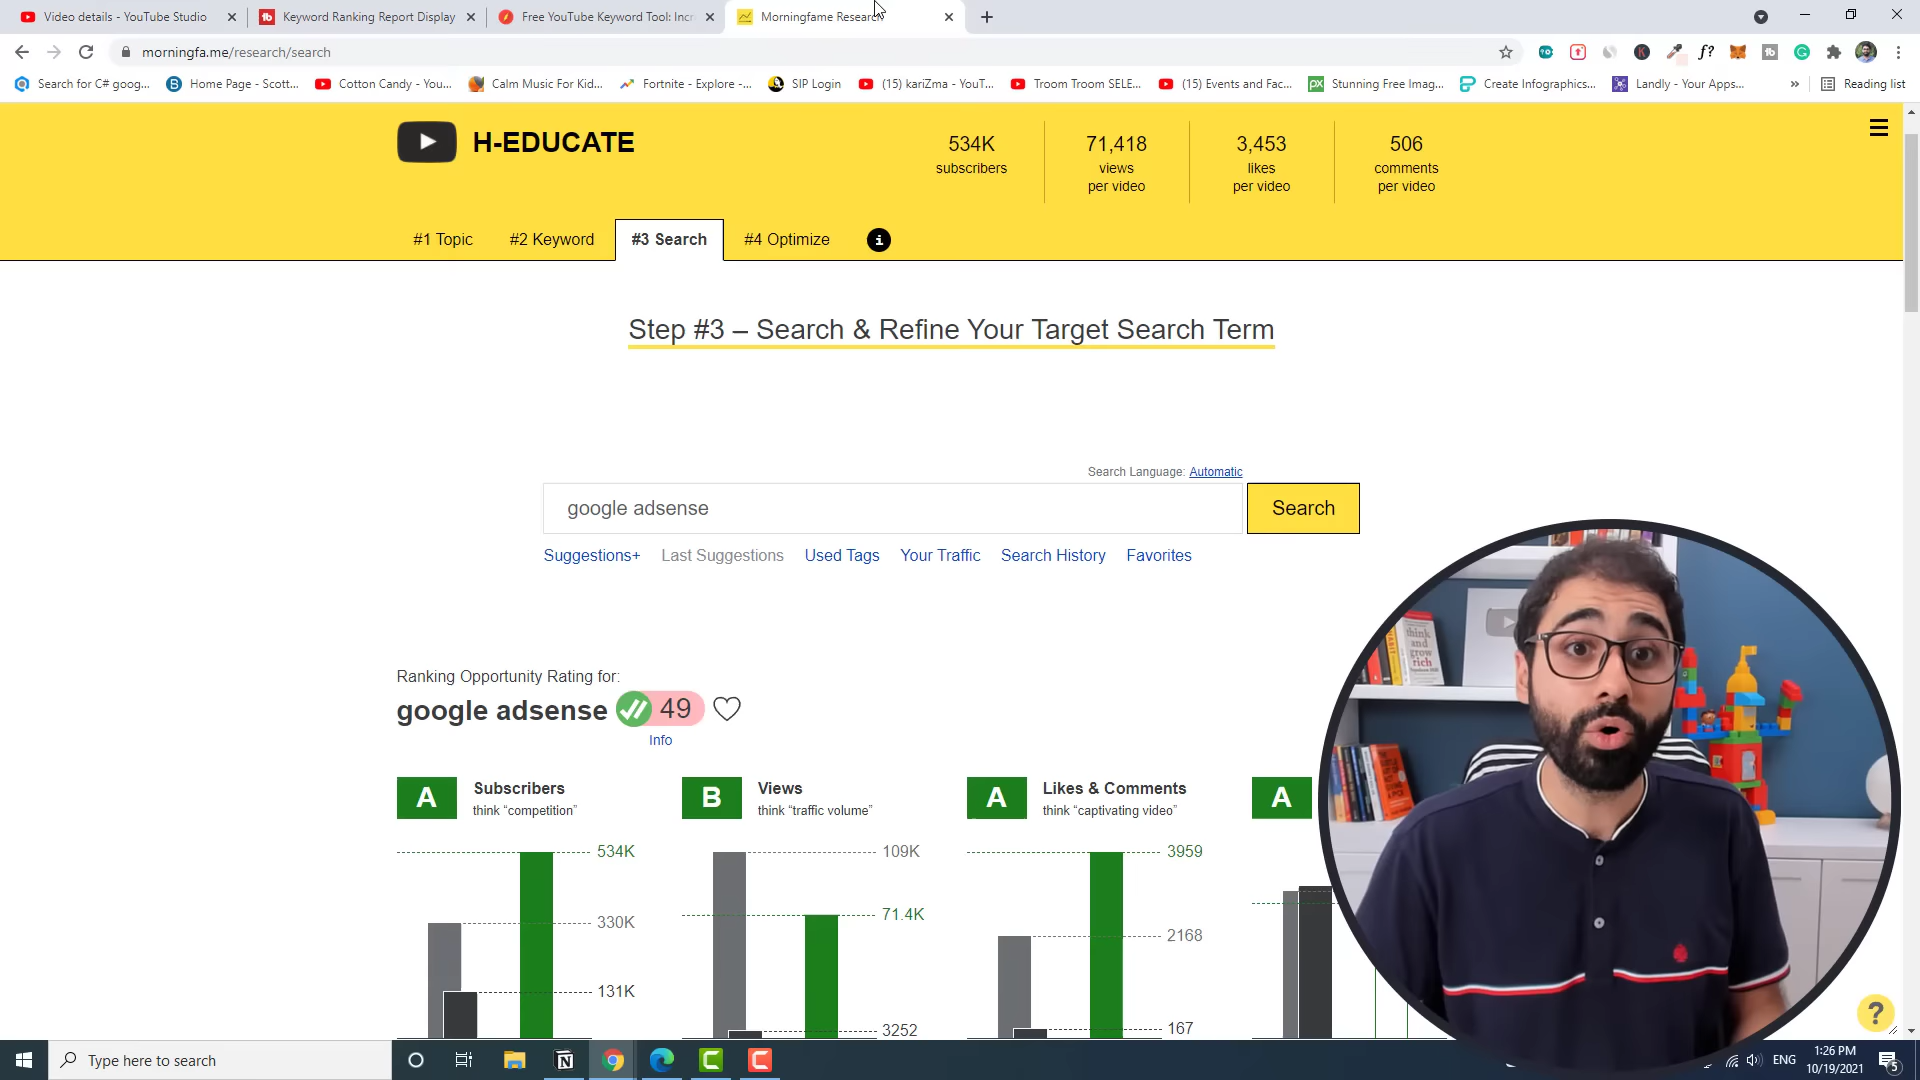 Video details - YouTube Studio
Keyword Ranking Report Display
Free YouTube Keyword Tool: Incr
Morningfame Research
morningfa.me/research/search
Search for C# goog...
Home Page - Scott...
Cotton Candy - You...
Calm Music For Kid...
Fortnite - Explore -...
SIP Login
(15) kariZma - YouT...
Troom Troom SELE...
(15) Events and Fac...
Stunning Free Imag...
Create Infographics...
Landly - Your Apps...
»
Reading list
H-EDUCATE
534K
subscribers
71,418
views
per video
3,453
likes
per video
506
comments
per video
#1 Topic
#2 Keyword
#3 Search
#4 Optimize
i
Step #3 – Search & Refine Your Target Search Term
Search Language: Automatic
google adsense
Search
Suggestions+
Last Suggestions
Used Tags
Your Traffic
Search History
Favorites
Ranking Opportunity Rating for:
google adsense
49
Info
A
Subscribers
think “competition”
B
Views
think “traffic volume”
A
Likes & Comments
think “captivating video”
A
534K
330K
131K
109K
71.4K
3252
3959
2168
167
think
and
grow
rich
?
Type here to search
ENG
1:26 PM
10/19/2021
5